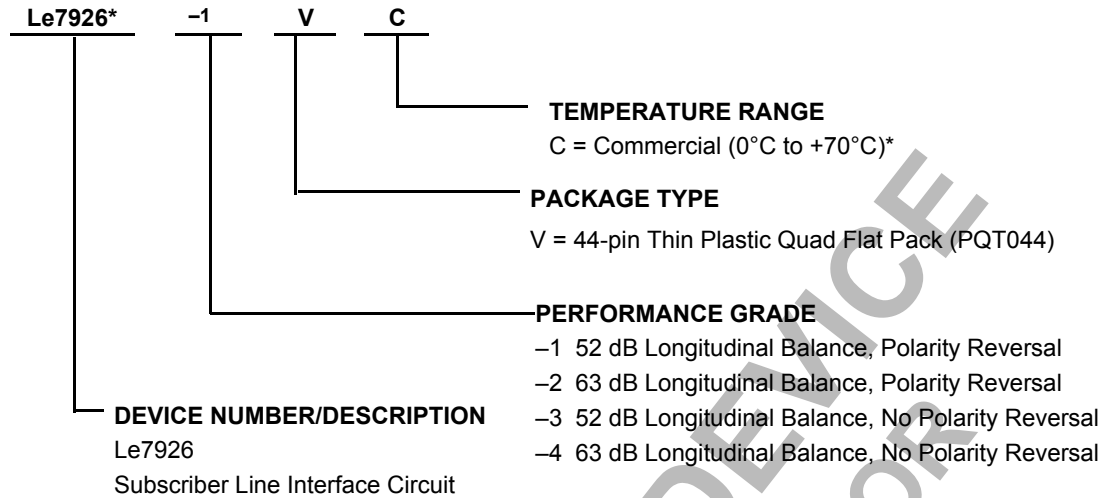 Le7926* –1 V C
TEMPERATURE RANGE
C = Commercial (0°C to +70°C)*
PACKAGE TYPE
V = 44-pin Thin Plastic Quad Flat Pack (PQT044)
PERFORMANCE GRADE
–1 52 dB Longitudinal Balance, Polarity Reversal
–2 63 dB Longitudinal Balance, Polarity Reversal
–3 52 dB Longitudinal Balance, No Polarity Reversal
–4 63 dB Longitudinal Balance, No Polarity Reversal
DEVICE NUMBER/DESCRIPTION
Le7926
Subscriber Line Interface Circuit
DEVICE
OR